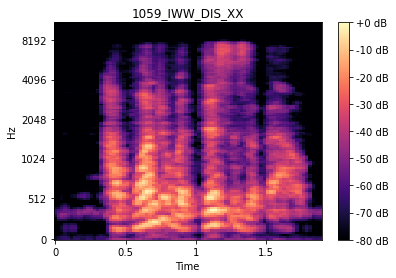 1059_IWW_DIS_XX
+0 dB
8192
-10 dB
4096
-20 dB
-30 dB
2048
Hz
-40 dB
1024
-50 dB
512
-60 dB
-70 dB
0
-80 dB
0
0.5
1
1.5
Time